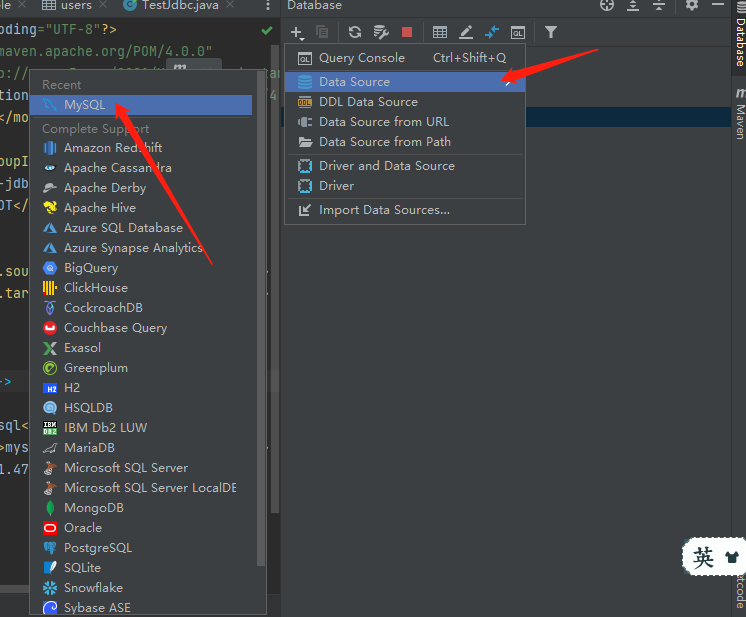 users
TestJdbc.java
Database
oding="UTF-8"?>
maven.apache.org/POM/4.0.0"
Query Console Ctrl+Shift+Q
Data Source
DDL Data Source
Data Source from URL
Data Source from Path
Driver and Data Source
Driver
Import Data Sources...
Recent
MySQL
Complete Support
Amazon Redshift
Apache Cassandra
Apache Derby
Apache Hive
Azure SQL Database
Azure Synapse Analytics
BigQuery
ClickHouse
CockroachDB
Couchbase Query
Exasol
Greenplum
H2
HSQLDB
IBM Db2 LUW
MariaDB
Microsoft SQL Server
Microsoft SQL Server LocalDB
MongoDB
Oracle
PostgreSQL
SQLite
Snowflake
Sybase ASE
tion
</mo
oupI
-jdb
OT</
.sou
.tar
->
sql<
>mys
1.47
Database
Maven
英